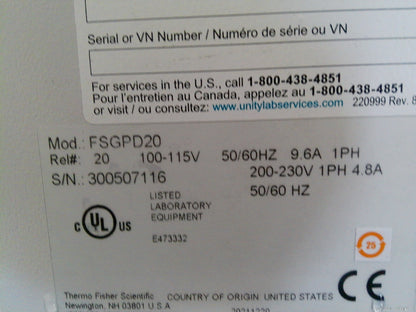 Serial or VN Number / Numéro de série ou VN
For services in the U.S., call 1-800-438-4851
Pour l'entretien au Canada, appelez au 1-800-438-4851
or visit / ou consultez: www.unitylabservices.com 220999 Rev. 8
Mod.: FSGPD20
Rel#: 20 100-115V 50/60HZ 9.6A 1PH
S/N.: 300507116 200-230V 1PH 4.8A
50/60 HZ
C UL US
LISTED
LABORATORY
EQUIPMENT
E473332
25
CE
Thermo Fisher Scientific COUNTRY OF ORIGIN UNITED STATES
Newington, NH 03801 U.S.A